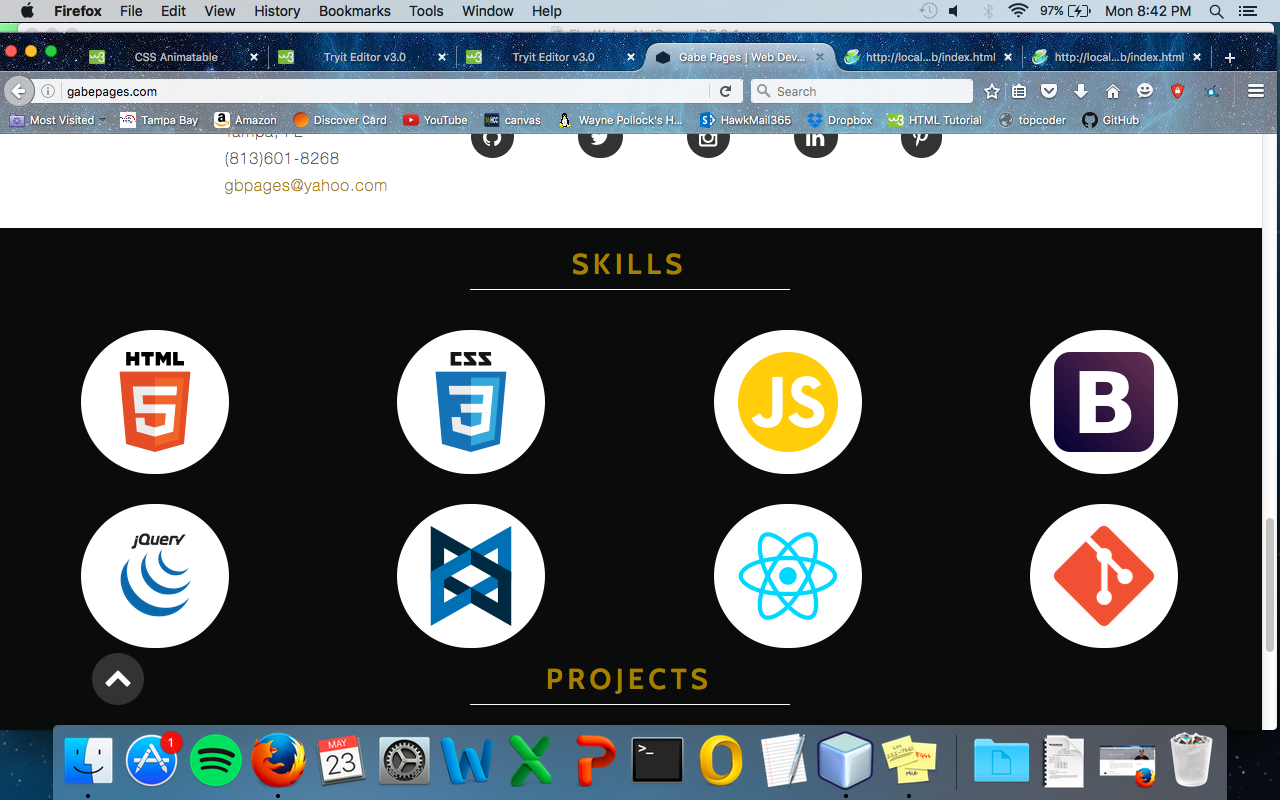 Firefox File Edit View History Bookmarks Tools Window Help 97% Mon 8:42 PM
CSS Animatable Tryit Editor v3.0 Tryit Editor v3.0 Gabe Pages | Web Dev... http://local...b/index.html http://local...b/index.html
gabepages.com Search
Most Visited Tampa Bay Amazon Discover Card YouTube canvas Wayne Pollock's H... HawkMail365 Dropbox HTML Tutorial topcoder GitHub
Tampa, FL
(813)601-8268
gbpages@yahoo.com
SKILLS
HTML CSS JS B
5 3
jQuery
PROJECTS
1
MAY
23